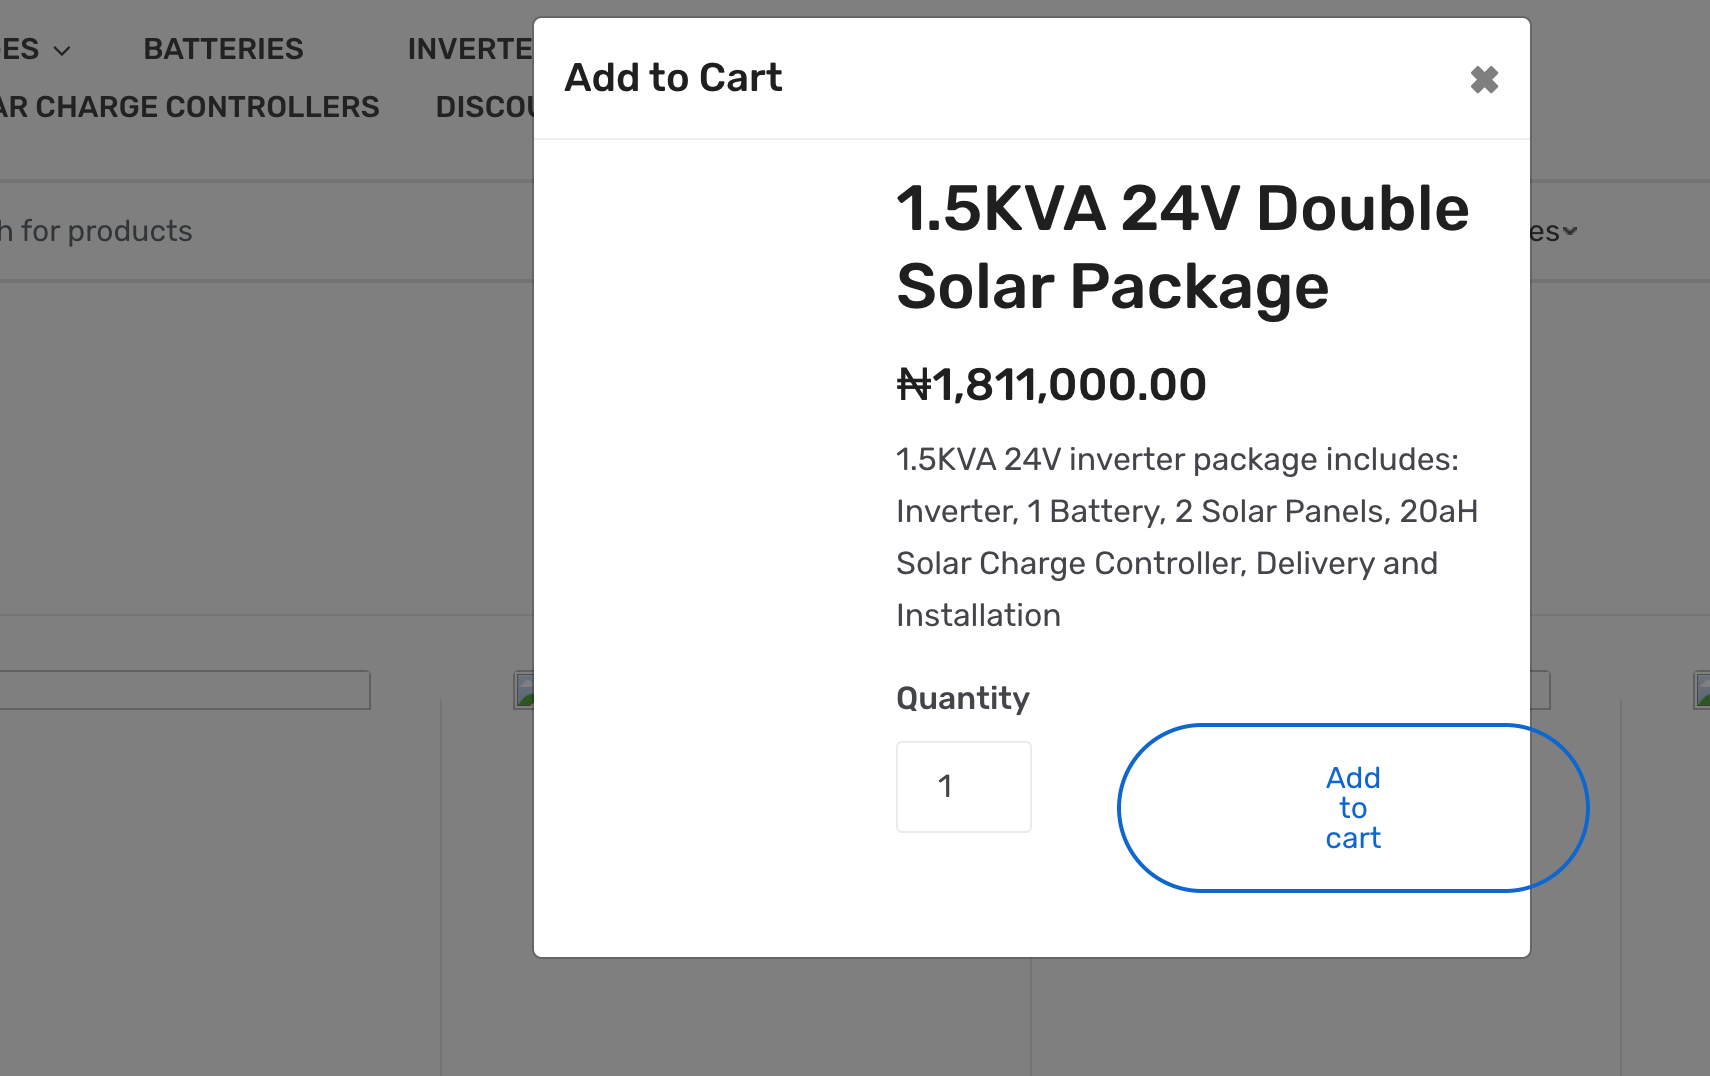 ES
BATTERIES
INVERTE
AR CHARGE CONTROLLERS
DISCOU
h for products
es
Add to Cart
1.5KVA 24V Double
Solar Package
₦1,811,000.00
1.5KVA 24V inverter package includes:
Inverter, 1 Battery, 2 Solar Panels, 20aH
Solar Charge Controller, Delivery and
Installation
Quantity
1
Add
to
cart